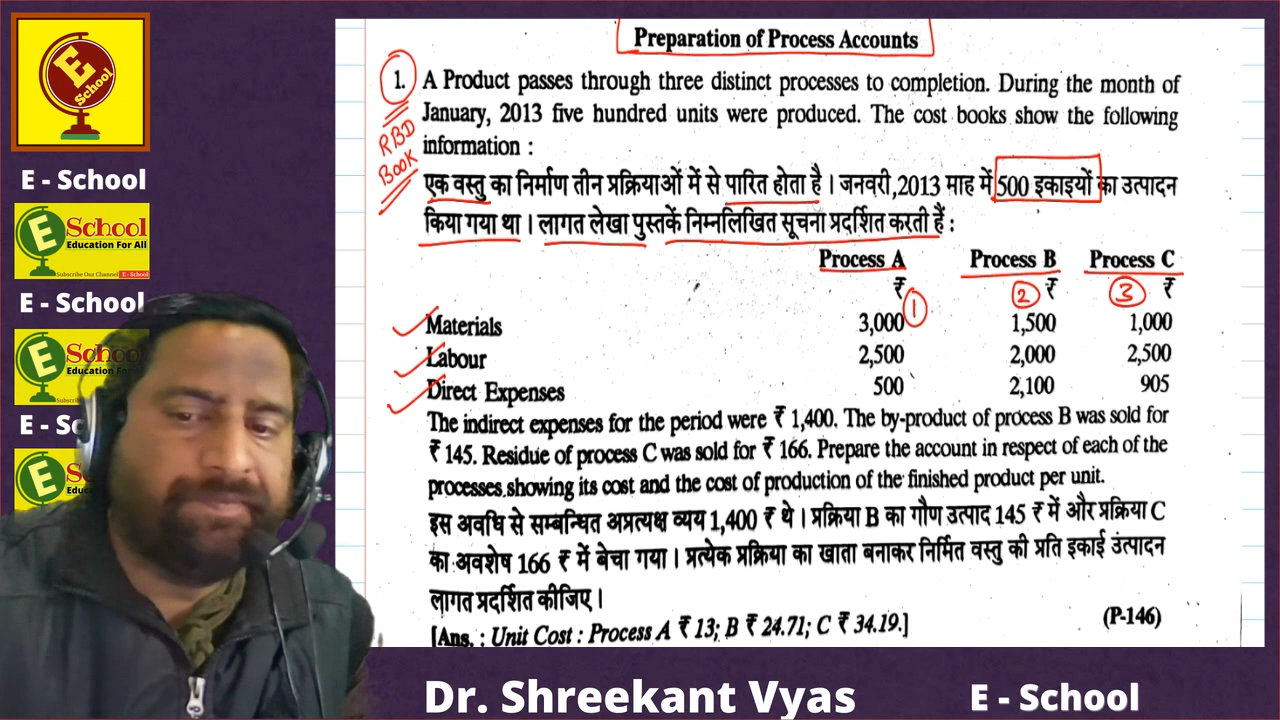 E School
E - School
School
Education For All
Subscribe Our Channel E - School
E - School
E - Sc
Preparation of Process Accounts
1. A Product passes through three distinct processes to completion. During the month of
January, 2013 five hundred units were produced. The cost books show the following
information :
RBD
Book
एक वस्तु का निर्माण तीन प्रक्रियाओं में से पारित होता है । जनवरी,2013 माह में 500 इकाइयों का उत्पादन
किया गया था । लागत लेखा पुस्तकें निम्नलिखित सूचना प्रदर्शित करती हैं :
Process A Process B Process C
₹ 1 2 ₹ 3 ₹
Materials 3,000 1,500 1,000
Labour 2,500 2,000 2,500
Direct Expenses 500 2,100 905
The indirect expenses for the period were ₹ 1,400. The by-product of process B was sold for
₹ 145. Residue of process C was sold for ₹ 166. Prepare the account in respect of each of the
processes showing its cost and the cost of production of the finished product per unit.
इस अवधि से सम्बन्धित अप्रत्यक्ष व्यय 1,400 ₹ थे । प्रक्रिया B का गौण उत्पाद 145 ₹ में और प्रक्रिया C
का अवशेष 166 ₹ में बेचा गया । प्रत्येक प्रक्रिया का खाता बनाकर निर्मित वस्तु की प्रति इकाई उत्पादन
लागत प्रदर्शित कीजिए ।
(P-146)
[Ans. : Unit Cost : Process A ₹ 13; B ₹ 24.71; C ₹ 34.19.]
Dr. Shreekant Vyas E - School